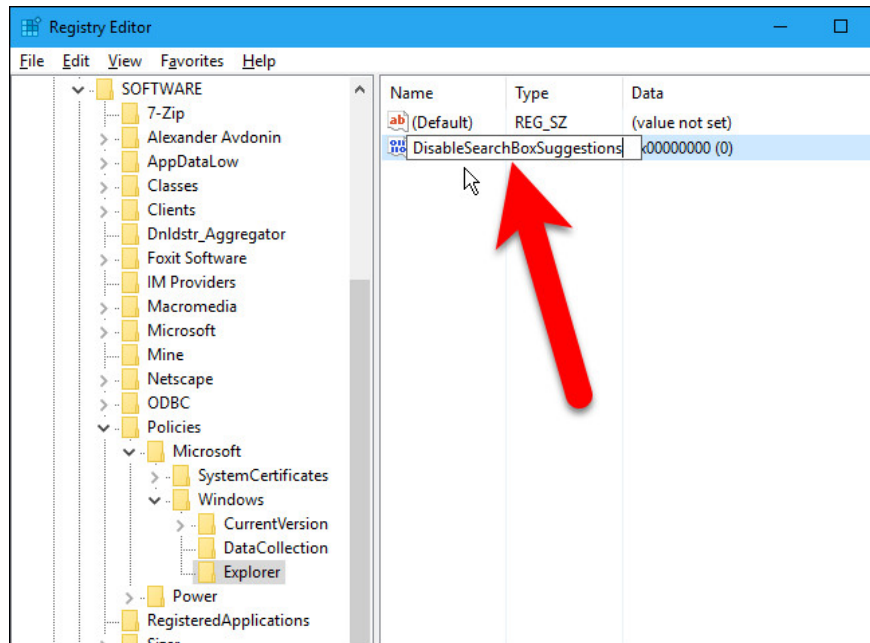 Registry Editor
File Edit View Favorites Help
SOFTWARE
7-Zip
Alexander Avdonin
AppDataLow
Classes
Clients
Dnldstr_Aggregator
Foxit Software
IM Providers
Macromedia
Microsoft
Mine
Netscape
ODBC
Policies
Microsoft
SystemCertificates
Windows
CurrentVersion
DataCollection
Explorer
Power
RegisteredApplications
Name Type Data
ab (Default) REG_SZ (value not set)
DisableSearchBoxSuggestions x00000000 (0)